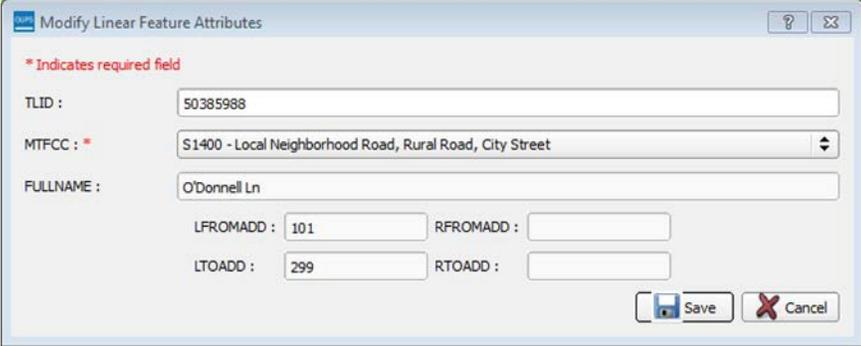 GUPS Modify Linear Feature Attributes ?
* Indicates required field
TLID : 50385988
MTFCC : * S1400 - Local Neighborhood Road, Rural Road, City Street
FULLNAME : O'Donnell Ln
LFROMADD : 101 RFROMADD :
LTOADD : 299 RTOADD :
Save Cancel